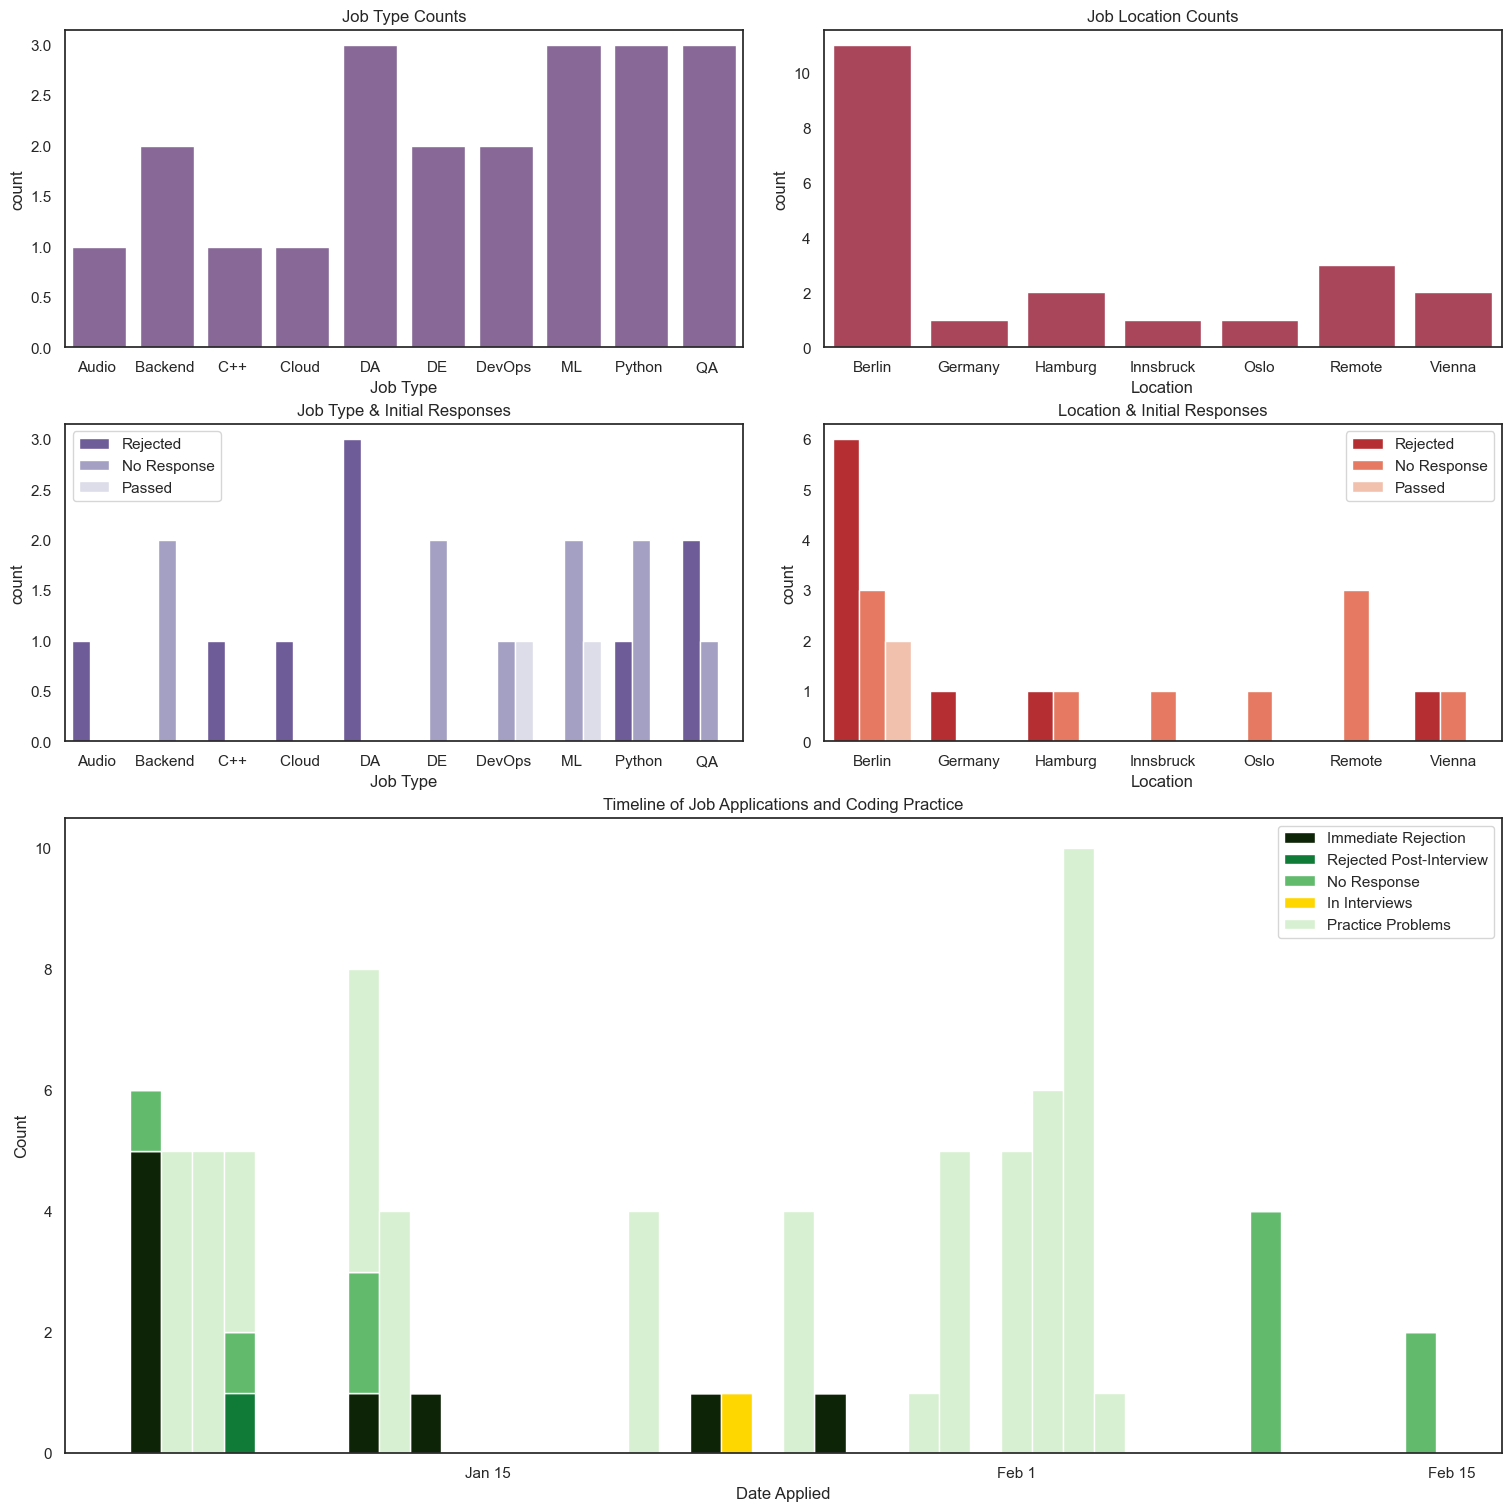 Job Type Counts
3.0
2.5
2.0
1.5
1.0
0.5
0.0
count
Audio Backend C++ Cloud DA DE DevOps ML Python QA
Job Type
Job Location Counts
10
8
6
4
2
0
count
Berlin Germany Hamburg Innsbruck Oslo Remote Vienna
Location
Job Type & Initial Responses
Rejected
No Response
Passed
3.0
2.5
2.0
1.5
1.0
0.5
0.0
count
Audio Backend C++ Cloud DA DE DevOps ML Python QA
Job Type
Location & Initial Responses
Rejected
No Response
Passed
6
5
4
3
2
1
0
count
Berlin Germany Hamburg Innsbruck Oslo Remote Vienna
Location
Timeline of Job Applications and Coding Practice
Immediate Rejection
Rejected Post-Interview
No Response
In Interviews
Practice Problems
10
8
6
4
2
0
Count
Jan 15 Feb 1 Feb 15
Date Applied